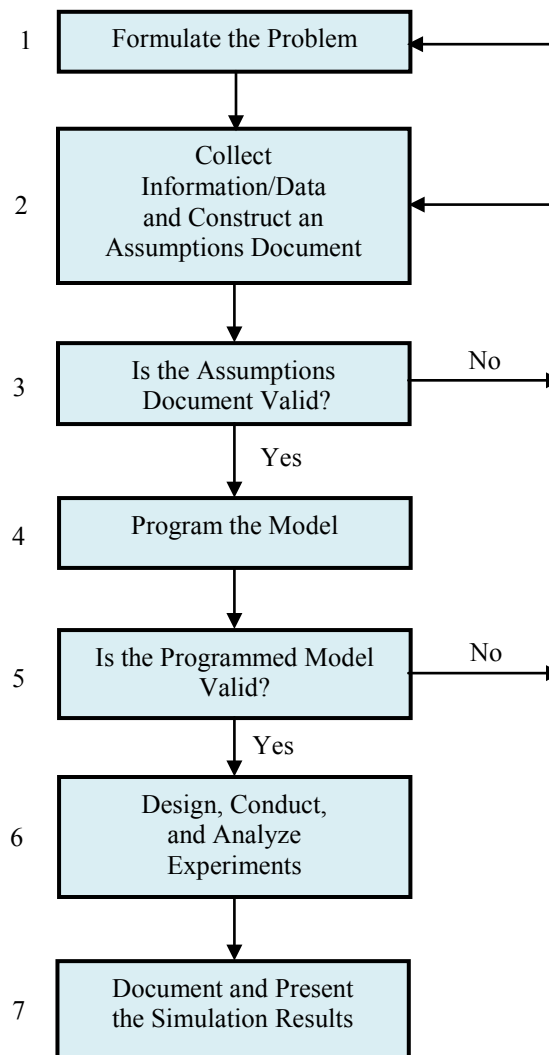 1
Formulate the Problem
2
Collect
Information/Data
and Construct an
Assumptions Document
3
Is the Assumptions
Document Valid?
No
Yes
4
Program the Model
5
Is the Programmed Model
Valid?
No
Yes
6
Design, Conduct,
and Analyze
Experiments
7
Document and Present
the Simulation Results